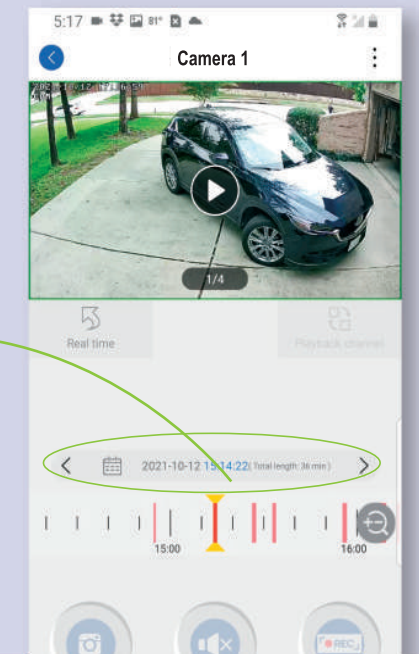 5:17 81°
Camera 1
1/4
Real time
Playback channel
2021-10-12 15:14:22( Total length: 36 min )
15:00 16:00
REC